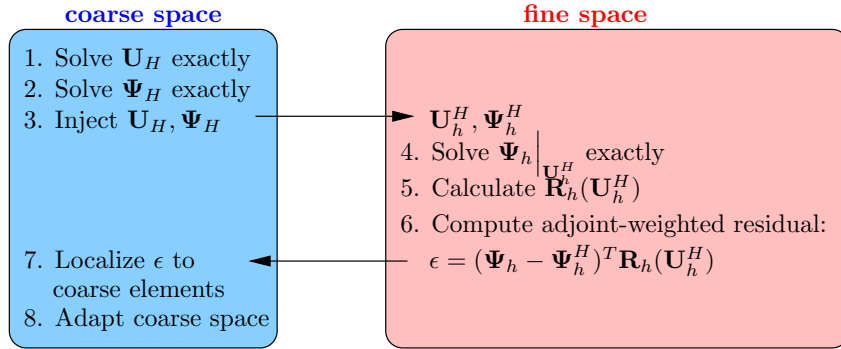 coarse space
1. Solve U_H exactly
2. Solve Ψ_H exactly
3. Inject U_H, Ψ_H
7. Localize ϵ to
coarse elements
8. Adapt coarse space
fine space
U_h^H, Ψ_h^H
4. Solve Ψ_h|_{U_h^H} exactly
5. Calculate R_h(U_h^H)
6. Compute adjoint-weighted residual:
ϵ = (Ψ_h − Ψ_h^H)^T R_h(U_h^H)